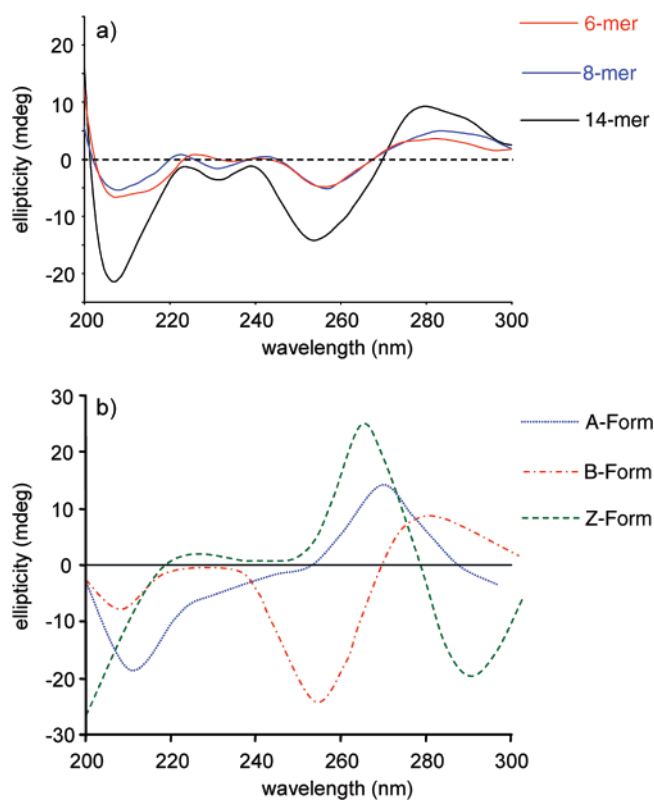 a)
6-mer
8-mer
14-mer
20
10
0
-10
-20
ellipticity (mdeg)
200 220 240 260 280 300
wavelength (nm)
b)
A-Form
B-Form
Z-Form
30
20
10
0
-10
-20
-30
ellipticity (mdeg)
200 220 240 260 280 300
wavelength (nm)